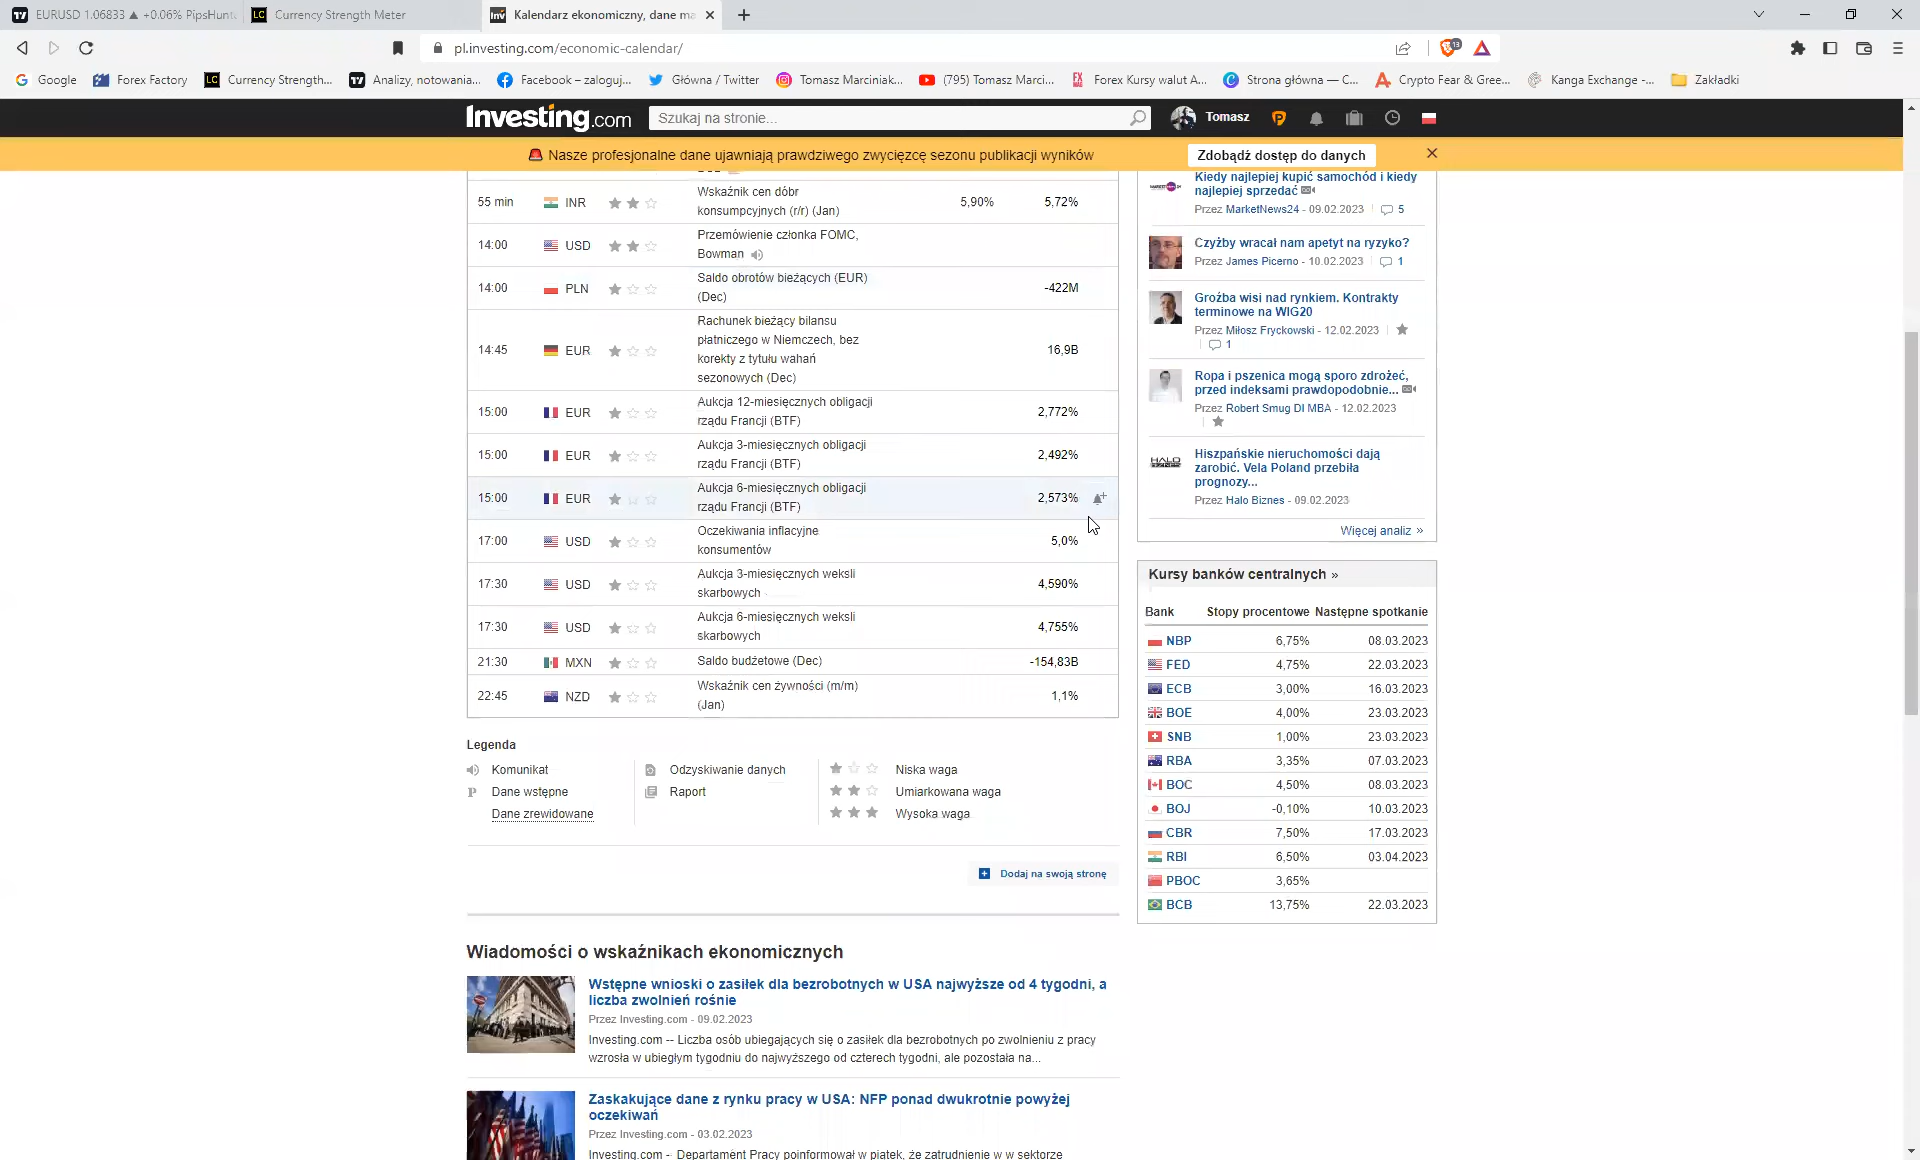 EURUSD 1.06833 ▲ +0.06% PipsHunt
Currency Strength Meter
Kalendarz ekonomiczny, dane ma
pl.investing.com/economic-calendar/
13
Google
Forex Factory
Currency Strength...
Analizy, notowania...
Facebook – zaloguj...
Główna / Twitter
Tomasz Marciniak...
(795) Tomasz Marci...
Forex Kursy walut A...
Strona główna — C...
Crypto Fear & Gree...
Kanga Exchange -...
Zakładki
Investing.com
Szukaj na stronie...
Tomasz
Nasze profesjonalne dane ujawniają prawdziwego zwycięzcę sezonu publikacji wyników
Zdobądź dostęp do danych
55 min INR Wskaźnik cen dóbr
konsumpcyjnych (r/r) (Jan) 5,90% 5,72%
14:00 USD Przemówienie członka FOMC,
Bowman
14:00 PLN Saldo obrotów bieżących (EUR)
(Dec) -422M
14:45 EUR Rachunek bieżący bilansu
płatniczego w Niemczech, bez
korekty z tytułu wahań
sezonowych (Dec) 16,9B
15:00 EUR Aukcja 12-miesięcznych obligacji
rządu Francji (BTF) 2,772%
15:00 EUR Aukcja 3-miesięcznych obligacji
rządu Francji (BTF) 2,492%
15:00 EUR Aukcja 6-miesięcznych obligacji
rządu Francji (BTF) 2,573%
17:00 USD Oczekiwania inflacyjne
konsumentów 5,0%
17:30 USD Aukcja 3-miesięcznych weksli
skarbowych 4,590%
17:30 USD Aukcja 6-miesięcznych weksli
skarbowych 4,755%
21:30 MXN Saldo budżetowe (Dec) -154,83B
22:45 NZD Wskaźnik cen żywności (m/m)
(Jan) 1,1%
Legenda
Komunikat
Dane wstępne
Dane zrewidowane
Odzyskiwanie danych
Raport
Niska waga
Umiarkowana waga
Wysoka waga
Dodaj na swoją stronę
Wiadomości o wskaźnikach ekonomicznych
Wstępne wnioski o zasiłek dla bezrobotnych w USA najwyższe od 4 tygodni, a
liczba zwolnień rośnie
Przez Investing.com - 09.02.2023
Investing.com -- Liczba osób ubiegających się o zasiłek dla bezrobotnych po zwolnieniu z pracy
wzrosła w ubiegłym tygodniu do najwyższego od czterech tygodni, ale pozostała na...
Zaskakujące dane z rynku pracy w USA: NFP ponad dwukrotnie powyżej
oczekiwań
Przez Investing.com - 03.02.2023
Investing.com -- Departament Pracy poinformował w piątek, że zatrudnienie w w sektorze
Kiedy najlepiej kupić samochód i kiedy
najlepiej sprzedać
Przez MarketNews24 - 09.02.2023 5
Czyżby wracał nam apetyt na ryzyko?
Przez James Picerno - 10.02.2023 1
Groźba wisi nad rynkiem. Kontrakty
terminowe na WIG20
Przez Miłosz Fryckowski - 12.02.2023
1
Ropa i pszenica mogą sporo zdrożeć,
przed indeksami prawdopodobnie...
Przez Robert Smug DI MBA - 12.02.2023
Hiszpańskie nieruchomości dają
zarobić. Vela Poland przebiła
prognozy...
Przez Halo Biznes - 09.02.2023
Więcej analiz »
Kursy banków centralnych »
Bank Stopy procentowe Następne spotkanie
NBP 6,75% 08.03.2023
FED 4,75% 22.03.2023
ECB 3,00% 16.03.2023
BOE 4,00% 23.03.2023
SNB 1,00% 23.03.2023
RBA 3,35% 07.03.2023
BOC 4,50% 08.03.2023
BOJ -0,10% 10.03.2023
CBR 7,50% 17.03.2023
RBI 6,50% 03.04.2023
PBOC 3,65%
BCB 13,75% 22.03.2023